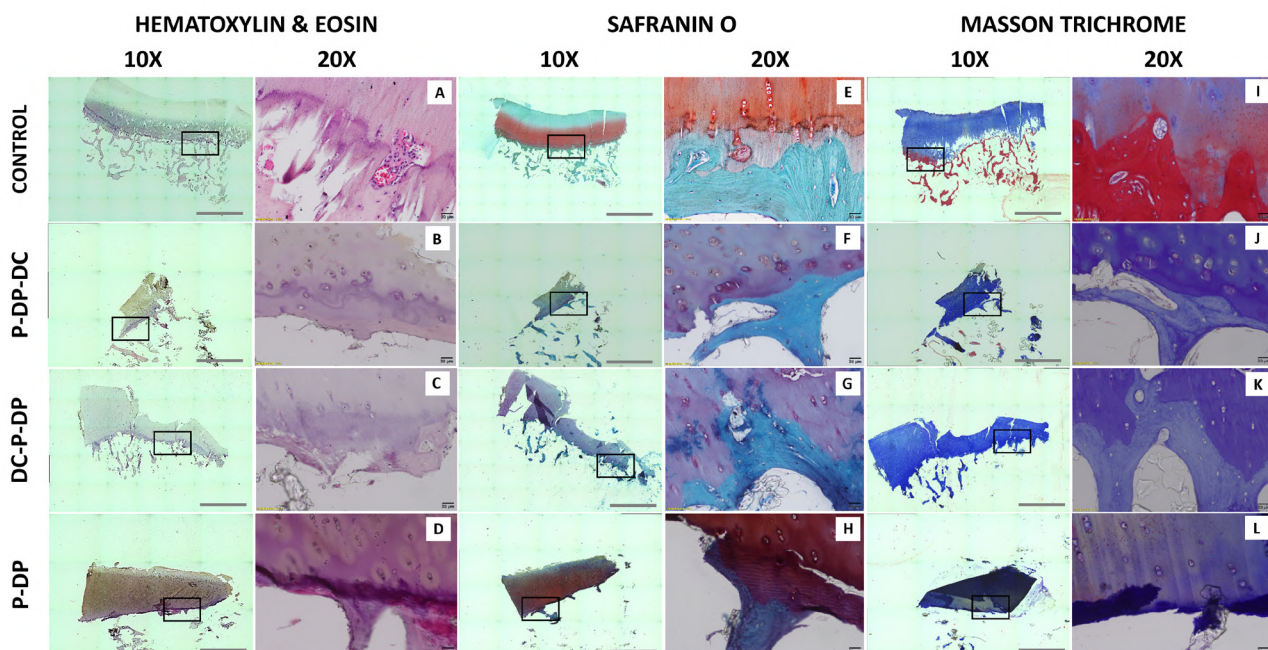 HEMATOXYLIN & EOSIN SAFRANIN O MASSON TRICHROME
10X 20X 10X 20X 10X 20X
CONTROL A E I
P-DP-DC B F J
DC-P-DP C G K
P-DP D H L